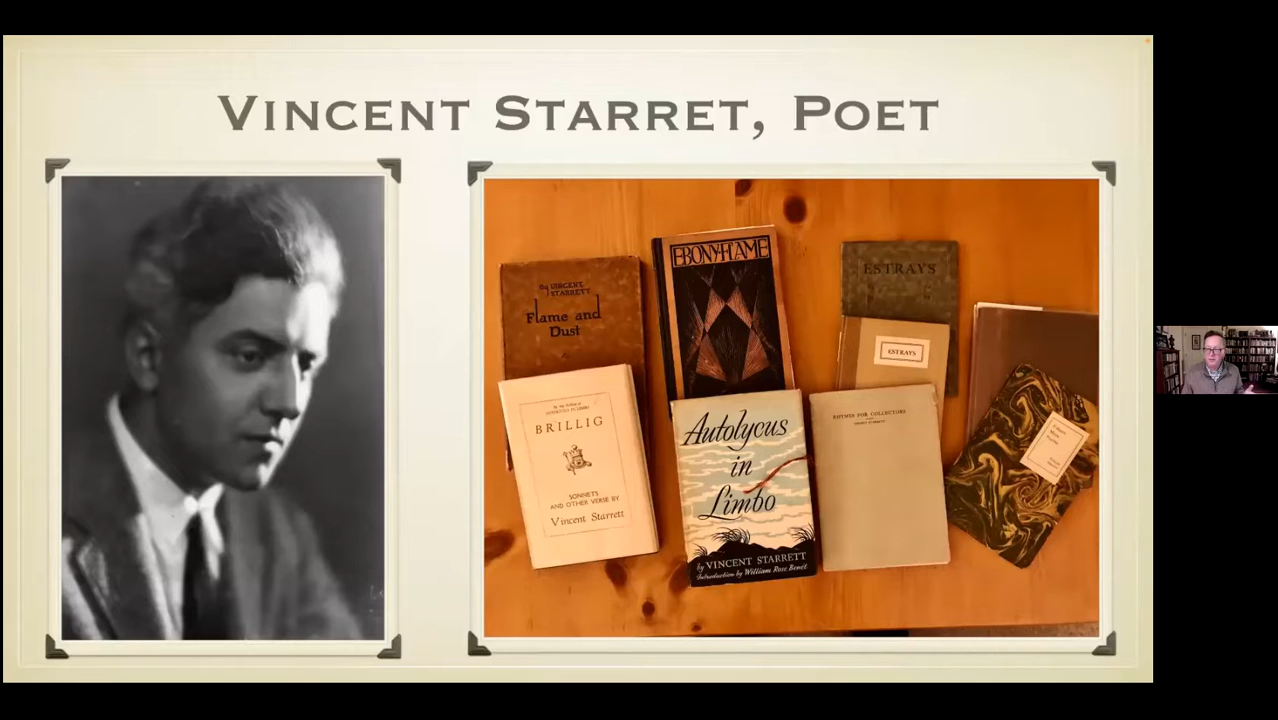 VINCENT STARRET, POET
by VINCENT
STARRETT
Flame and
Dust
EBONY FLAME
ESTRAYS
ESTRAYS
BRILLIG
SONNETS
AND OTHER VERSE BY
Vincent Starrett
Autolycus
in
Limbo
by VINCENT STARRETT
Introduction by William Rose Benét
RHYMES FOR COLLECTORS